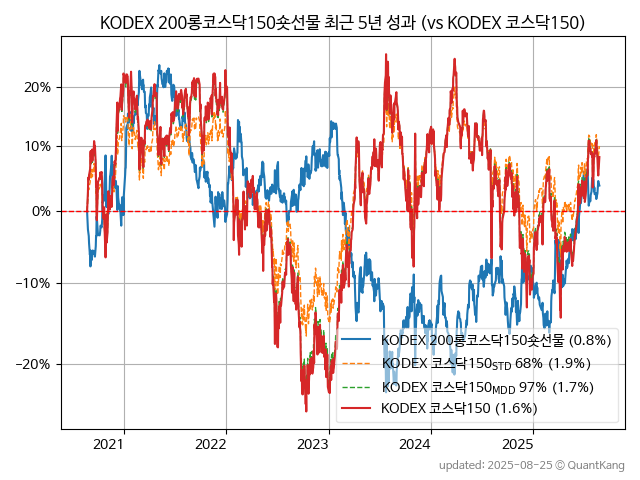 KODEX 200롱코스닥150숏선물 최근 5년 성과 (vs KODEX 코스닥150)
20%
10%
0%
−10%
−20%
KODEX 200롱코스닥150숏선물 (0.8%)
KODEX 코스닥150STD 68% (1.9%)
KODEX 코스닥150MDD 97% (1.7%)
KODEX 코스닥150 (1.6%)
2021 2022 2023 2024 2025
updated: 2025-08-25 © QuantKang